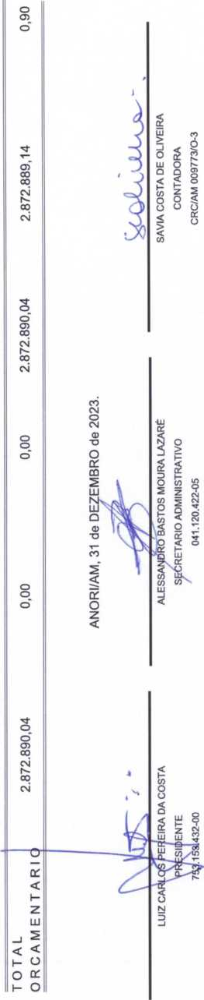 TOTAL
ORCAMENTARIO 2.872.890,04 0,00 0,00 2.872.890,04 2.872.889,14 0,90
ANORI/AM, 31 de DEZEMBRO de 2023.
LUIZ CARLOS PEREIRA DA COSTA
PRESIDENTE
753.153.432-00
ALESSANDRO BASTOS MOURA LAZARÉ
SECRETARIO ADMINISTRATIVO
041.120.422-05
SAVIA COSTA DE OLIVEIRA
CONTADORA
CRC/AM 009773/O-3